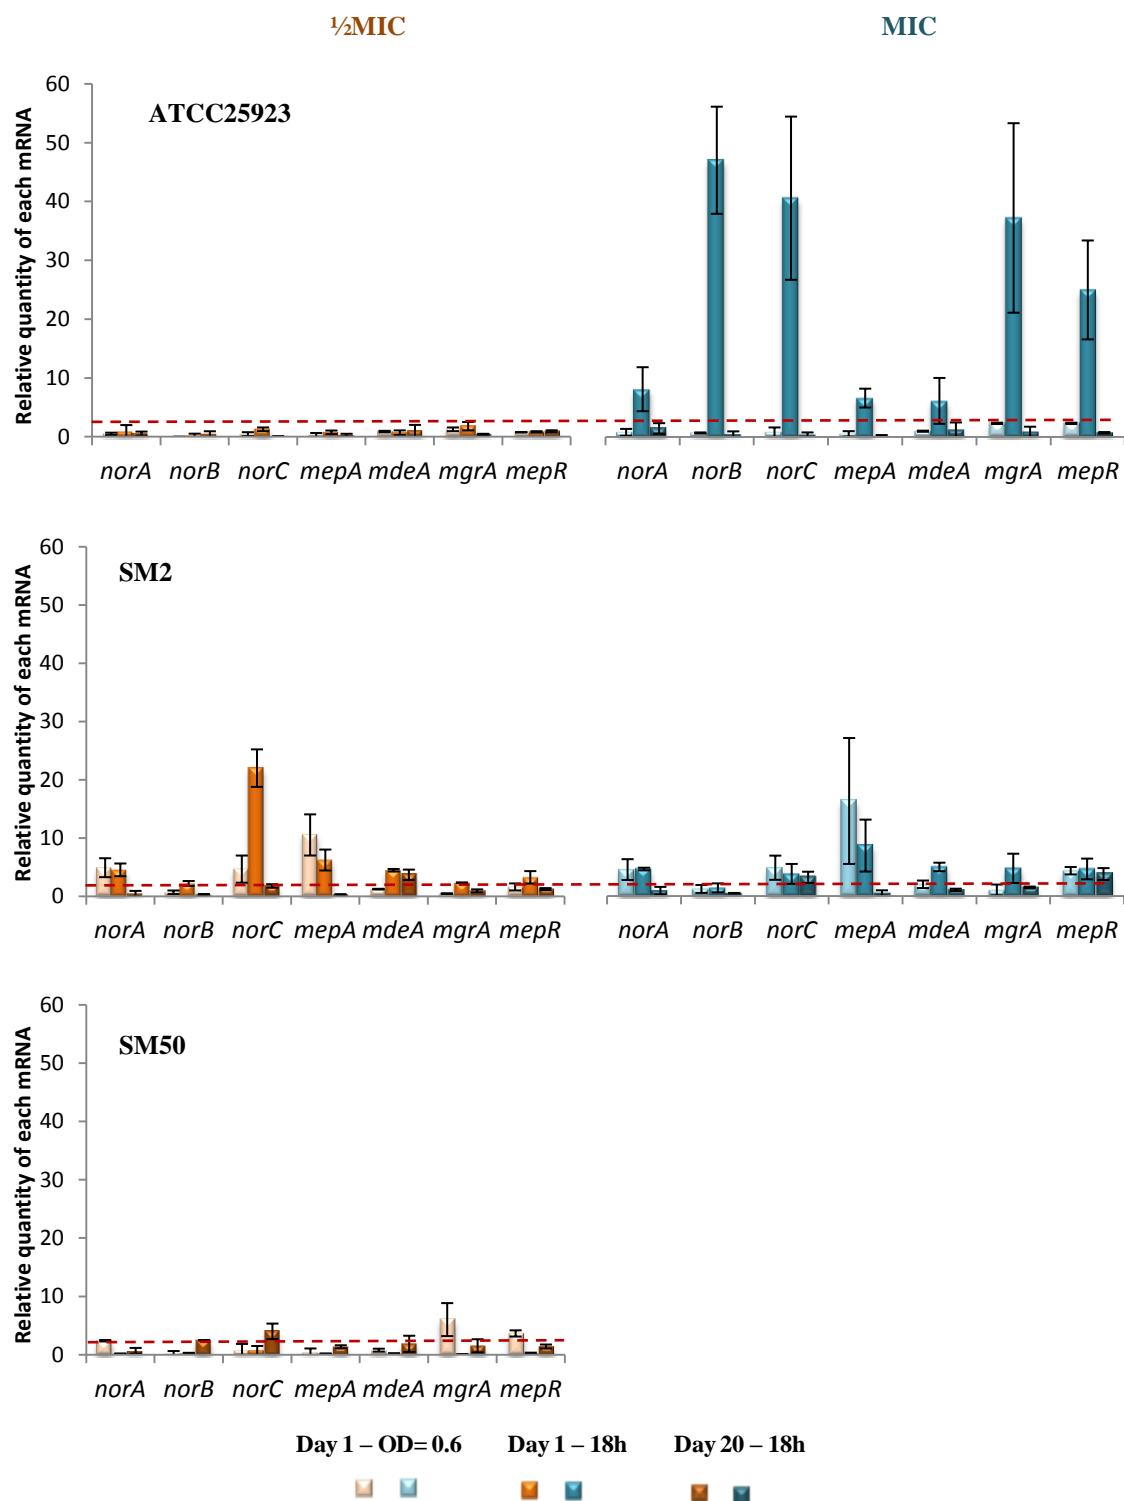 ½MIC MIC
60
ATCC25923
50
40
30
20
10
0
Relative quantity of each mRNA
norA norB norC mepA mdeA mgrA mepR norA norB norC mepA mdeA mgrA mepR
60
SM2
50
40
30
20
10
0
Relative quantity of each mRNA
norA norB norC mepA mdeA mgrA mepR norA norB norC mepA mdeA mgrA mepR
60
SM50
50
40
30
20
10
0
Relative quantity of each mRNA
norA norB norC mepA mdeA mgrA mepR
Day 1 – OD= 0.6 Day 1 – 18h Day 20 – 18h